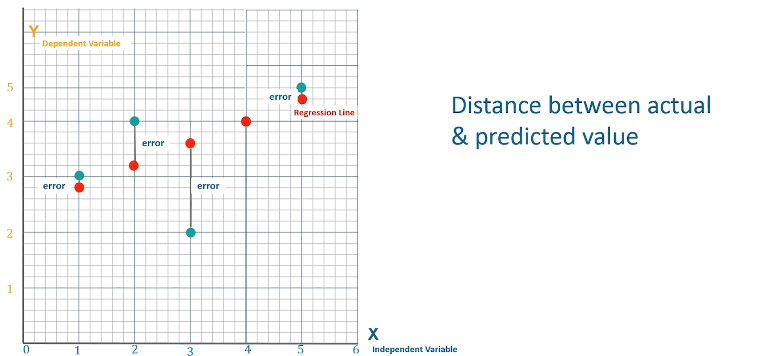 Y
Dependent Variable
5
error
Regression Line
4
error
3
error
error
2
1
0
1
2
3
4
5
6
X
Independent Variable
Distance between actual
& predicted value